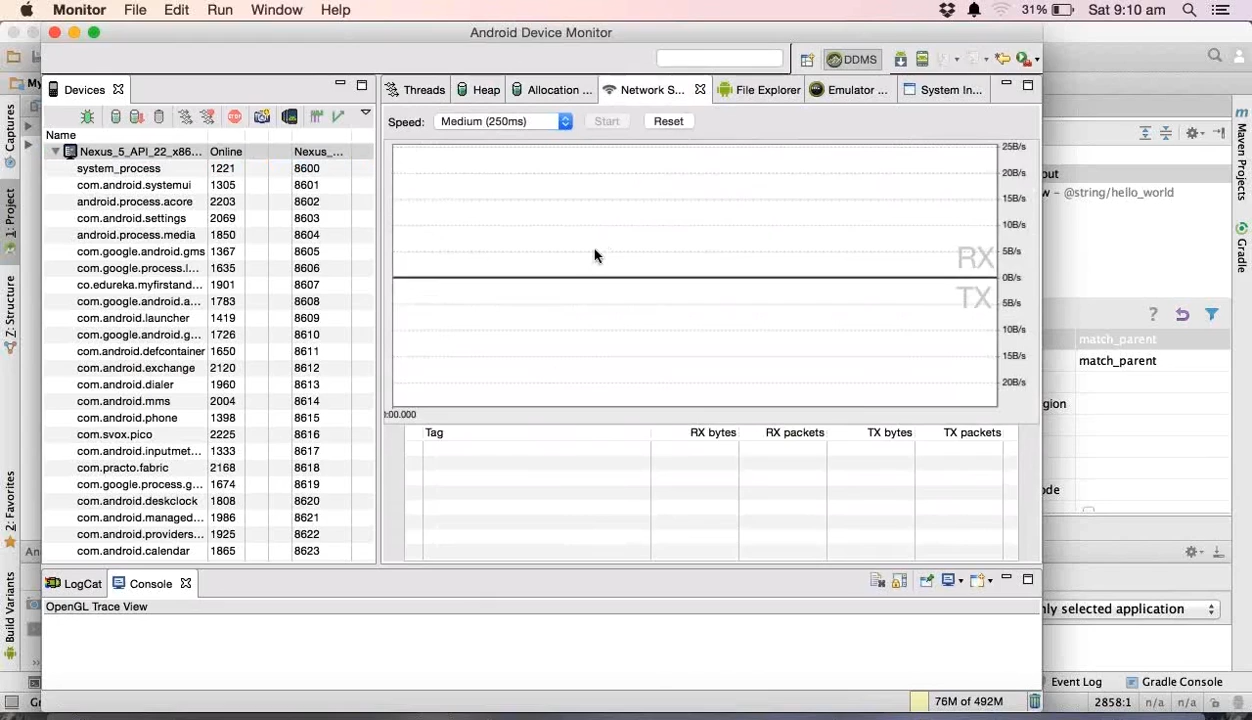 Monitor File Edit Run Window Help 31% Sat 9:10 am
Android Device Monitor
DDMS
My
Devices
Threads Heap Allocation ... Network S... File Explorer Emulator ... System In...
Speed: Medium (250ms) Start Reset
Name
Nexus_5_API_22_x86... Online Nexus_...
system_process 1221 8600
com.android.systemui 1305 8601
android.process.acore 2203 8602
com.android.settings 2069 8603
android.process.media 1850 8604
com.google.android.gms 1367 8605
com.google.process.l... 1635 8606
co.edureka.myfirstand... 1901 8607
com.google.android.a... 1783 8608
com.android.launcher 1419 8609
com.google.android.g... 1726 8610
com.android.defcontainer 1650 8611
com.android.exchange 2120 8612
com.android.dialer 1960 8613
com.android.mms 2004 8614
com.android.phone 1398 8615
com.svox.pico 2225 8616
com.android.inputmet... 1333 8617
com.practo.fabric 2168 8618
com.google.process.g... 1674 8619
com.android.deskclock 1808 8620
com.android.managed... 1986 8621
com.android.providers... 1925 8622
com.android.calendar 1865 8623
25B/s
20B/s
15B/s
10B/s
RX 5B/s
0B/s
TX 5B/s
10B/s
15B/s
20B/s
Tag RX bytes RX packets TX bytes TX packets
LogCat Console
OpenGL Trace View
76M of 492M
Captures
1: Project
Z: Structure
2: Favorites
Build Variants
An
Gr
m
Maven Projects
Gradle
out
w – @string/hello_world
?
match_parent
match_parent
gion
ode
nly selected application
Event Log Gradle Console
2858:1 n/a n/a